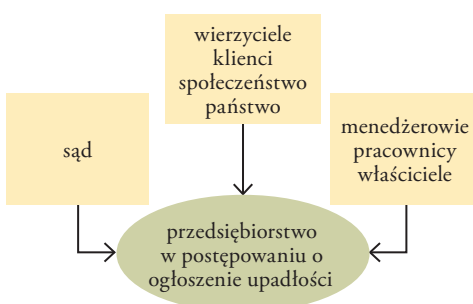 wierzyciele
klienci
społeczeństwo
państwo
sąd
menedżerowie
pracownicy
właściciele
przedsiębiorstwo
w postępowaniu o
ogłoszenie upadłości